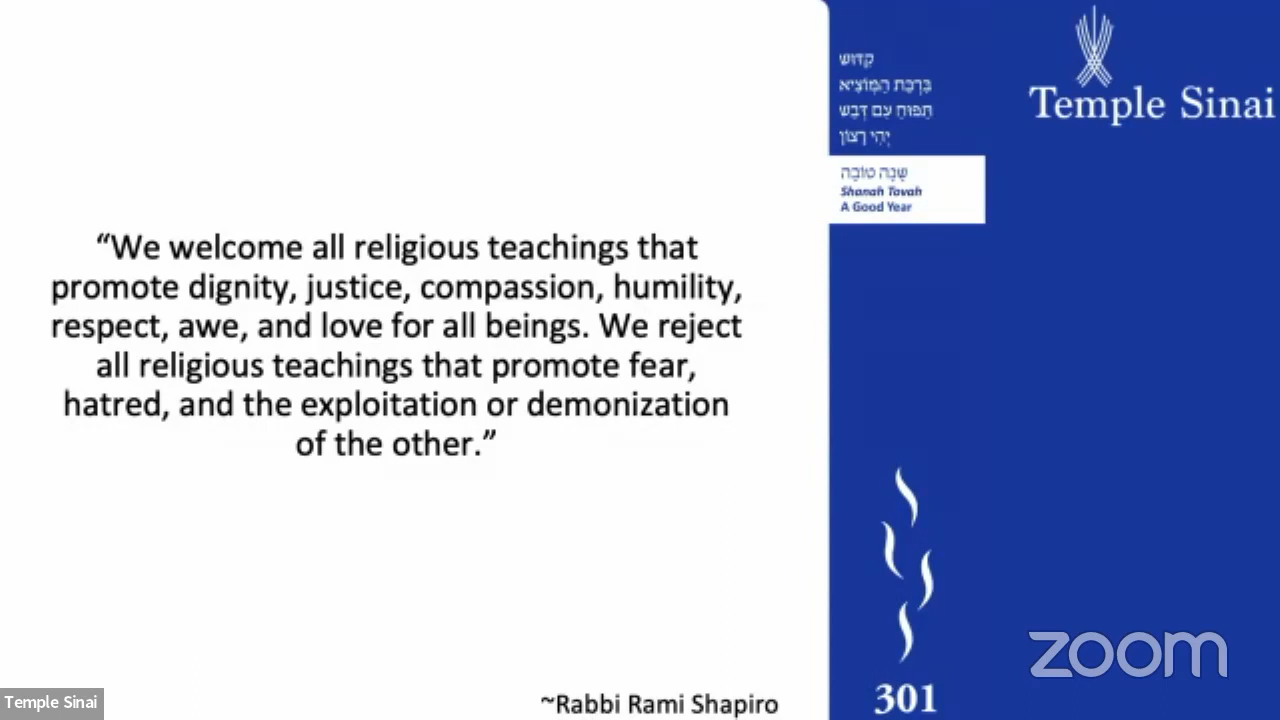 “We welcome all religious teachings that
promote dignity, justice, compassion, humility,
respect, awe, and love for all beings. We reject
all religious teachings that promote fear,
hatred, and the exploitation or demonization
of the other.”
~Rabbi Rami Shapiro
Temple Sinai
קִדּוּשׁ
בִּרְכַּת הַמּוֹצִיא
תַּפּוּחַ עִם דְּבַשׁ
יְהִי רָצוֹן
שָׁנָה טוֹבָה
Shanah Tovah
A Good Year
301
Temple Sinai
zoom